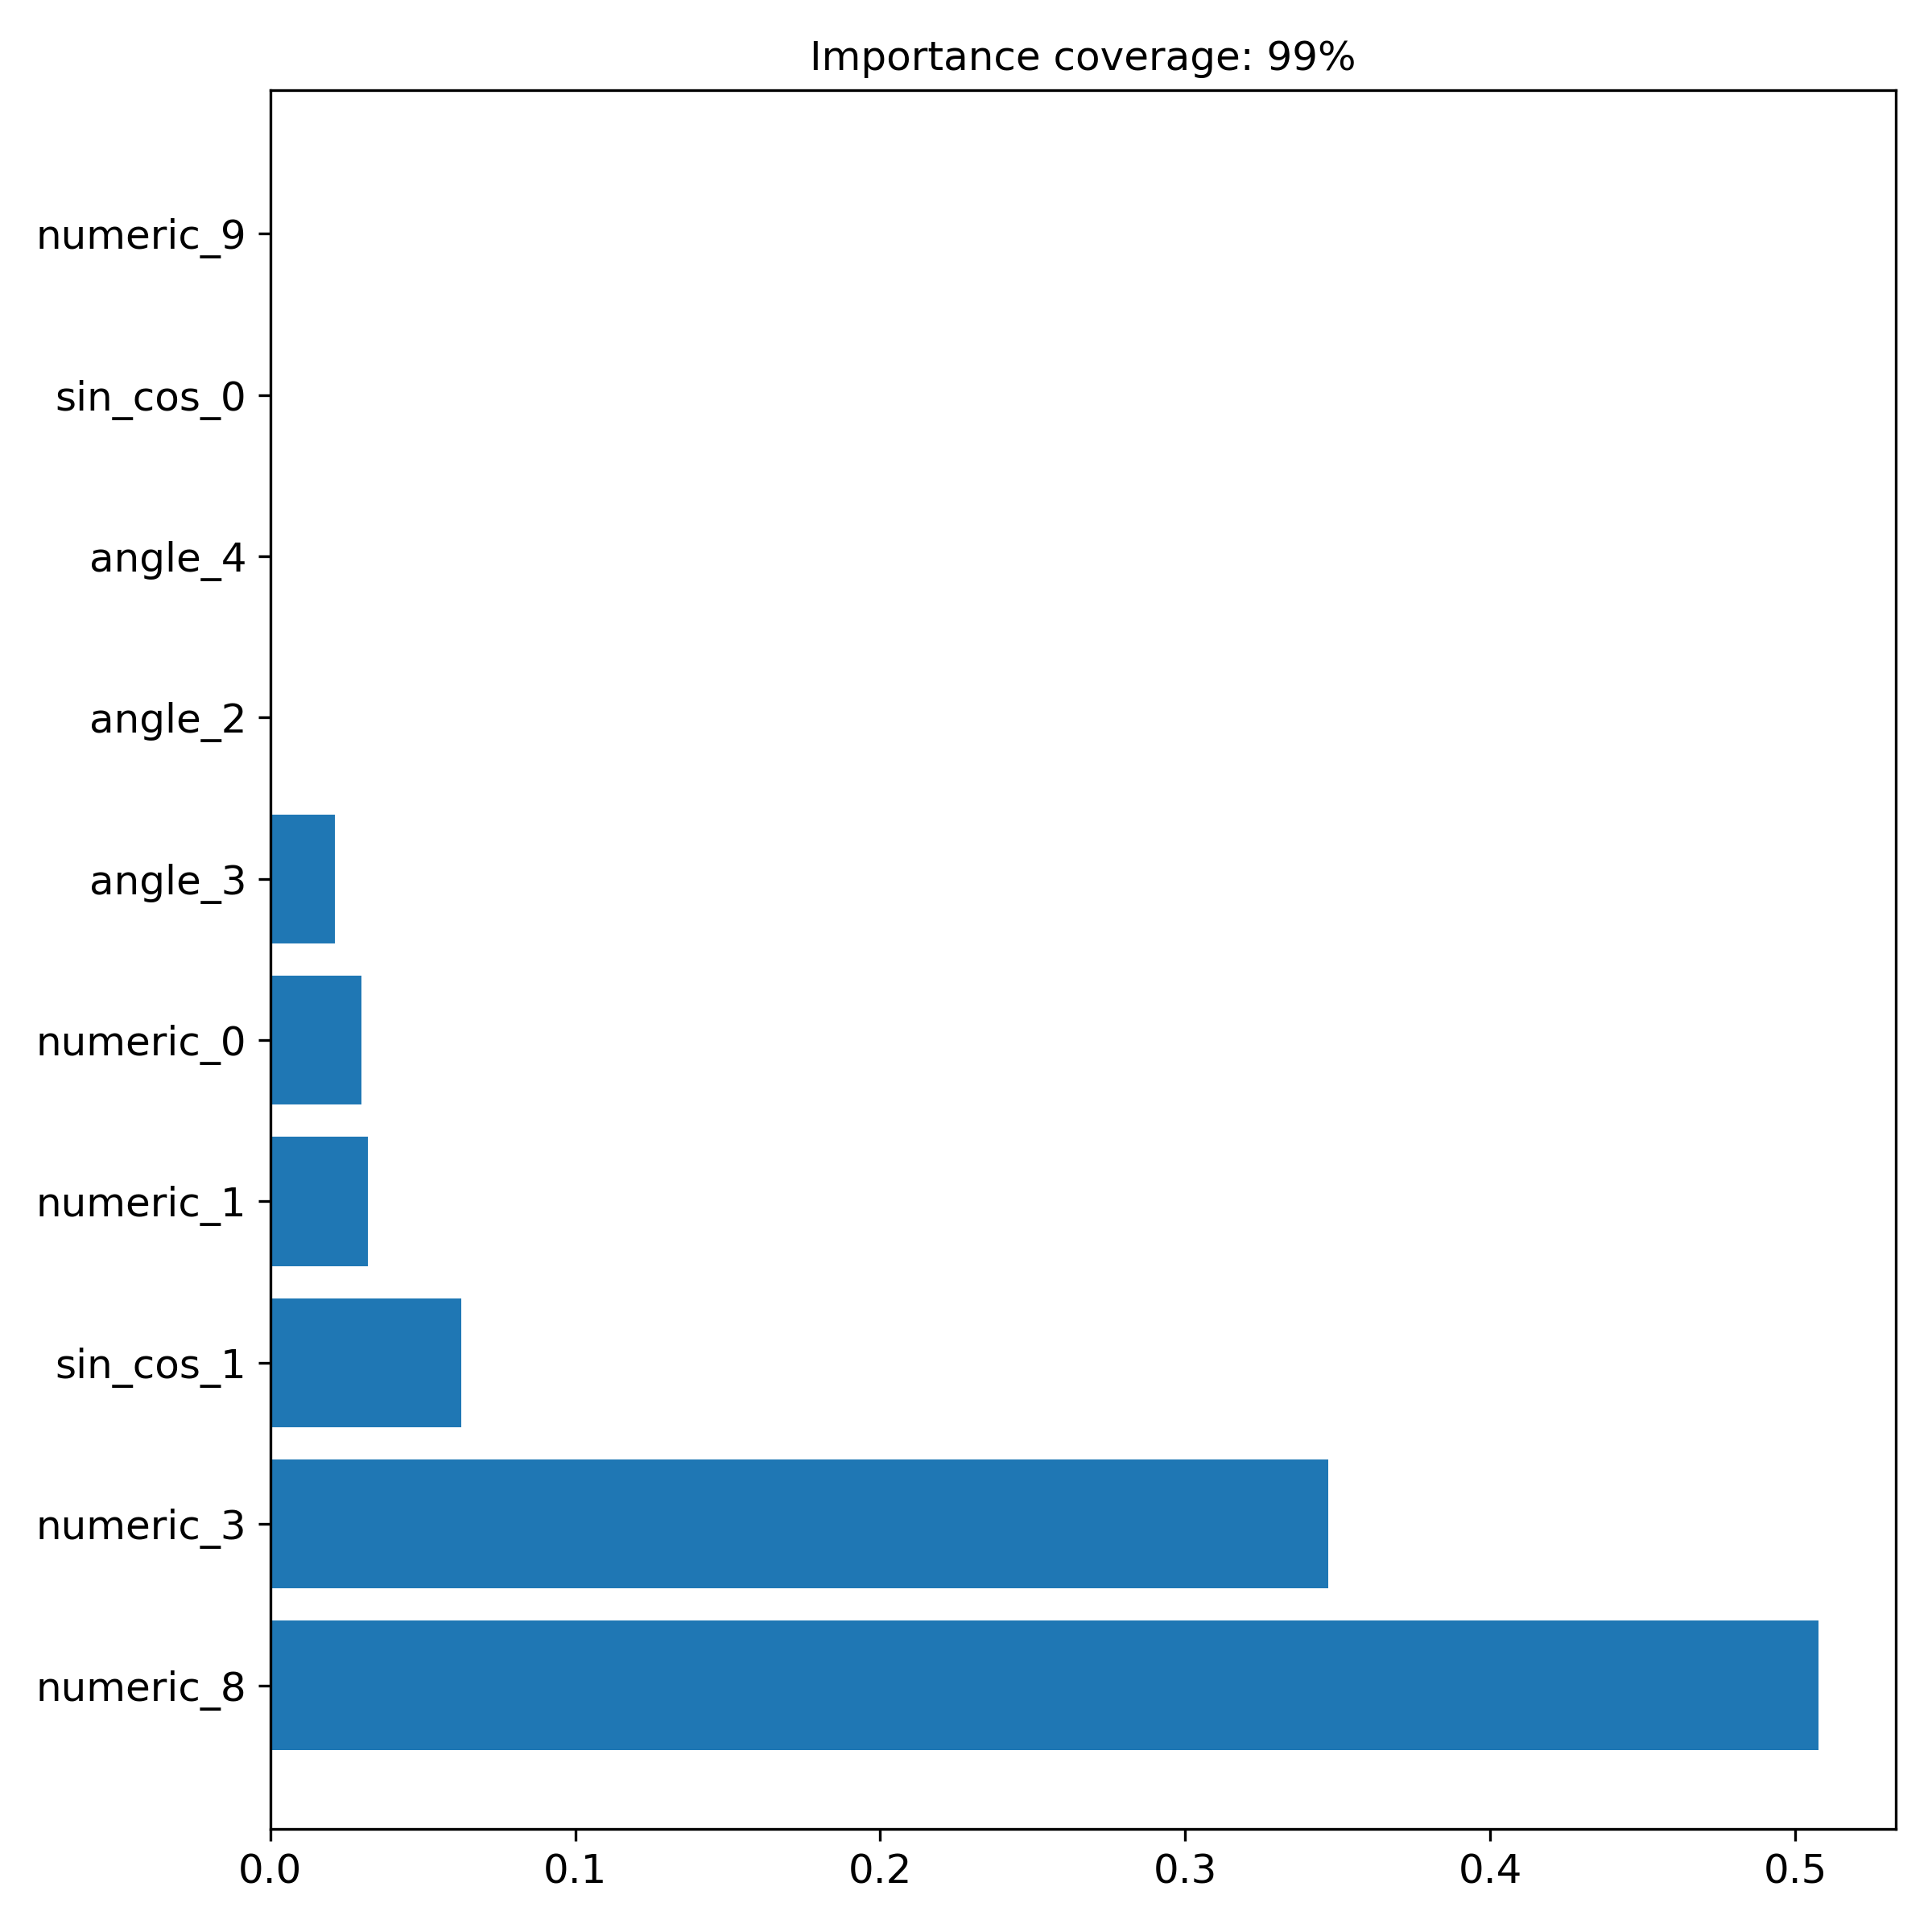 Importance coverage: 99%
numeric_9
sin_cos_0
angle_4
angle_2
angle_3
numeric_0
numeric_1
sin_cos_1
numeric_3
numeric_8
0.0 0.1 0.2 0.3 0.4 0.5